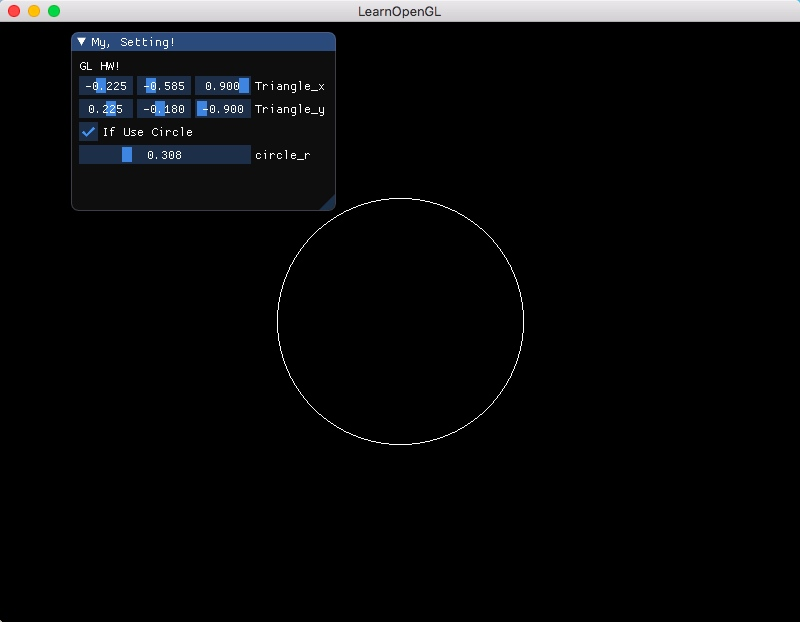 LearnOpenGL
My, Setting!
GL HW!
-0.225 -0.585 0.900 Triangle_x
0.225 -0.180 -0.900 Triangle_y
If Use Circle
0.308 circle_r